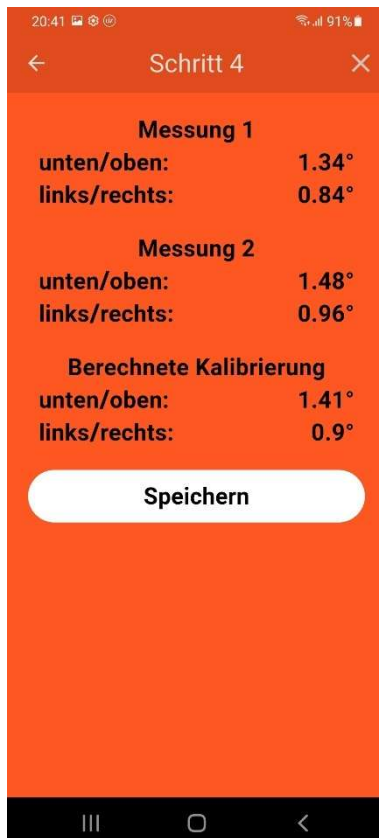 20:41 91%
Schritt 4
Messung 1
unten/oben: 1.34°
links/rechts: 0.84°
Messung 2
unten/oben: 1.48°
links/rechts: 0.96°
Berechnete Kalibrierung
unten/oben: 1.41°
links/rechts: 0.9°
Speichern